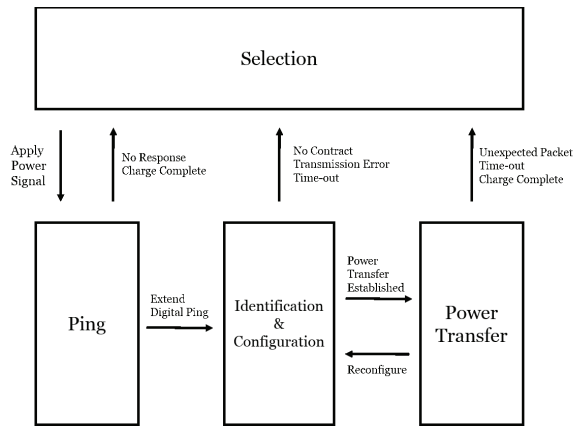 Selection
Apply
Power
Signal
No Response
Charge Complete
No Contract
Transmission Error
Time-out
Unexpected Packet
Time-out
Charge Complete
Ping
Extend
Digital Ping
Identification
&
Configuration
Power
Transfer
Established
Reconfigure
Power
Transfer